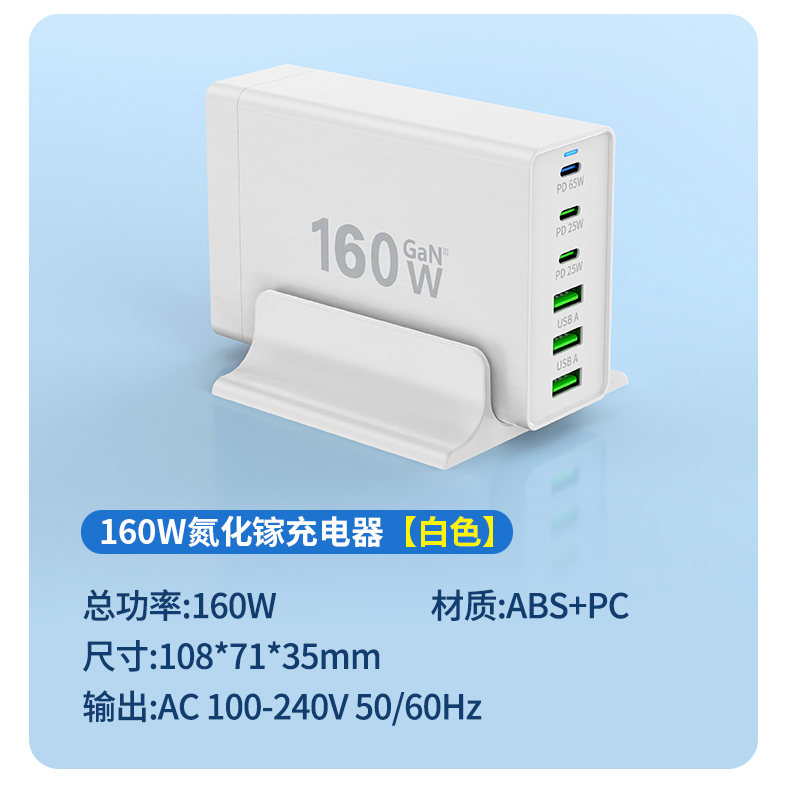 160W
GaN III
PD 65W
PD 25W
PD 25W
USB A
USB A
160W氮化镓充电器【白色】
总功率:160W
材质:ABS+PC
尺寸:108*71*35mm
输出:AC 100-240V 50/60Hz